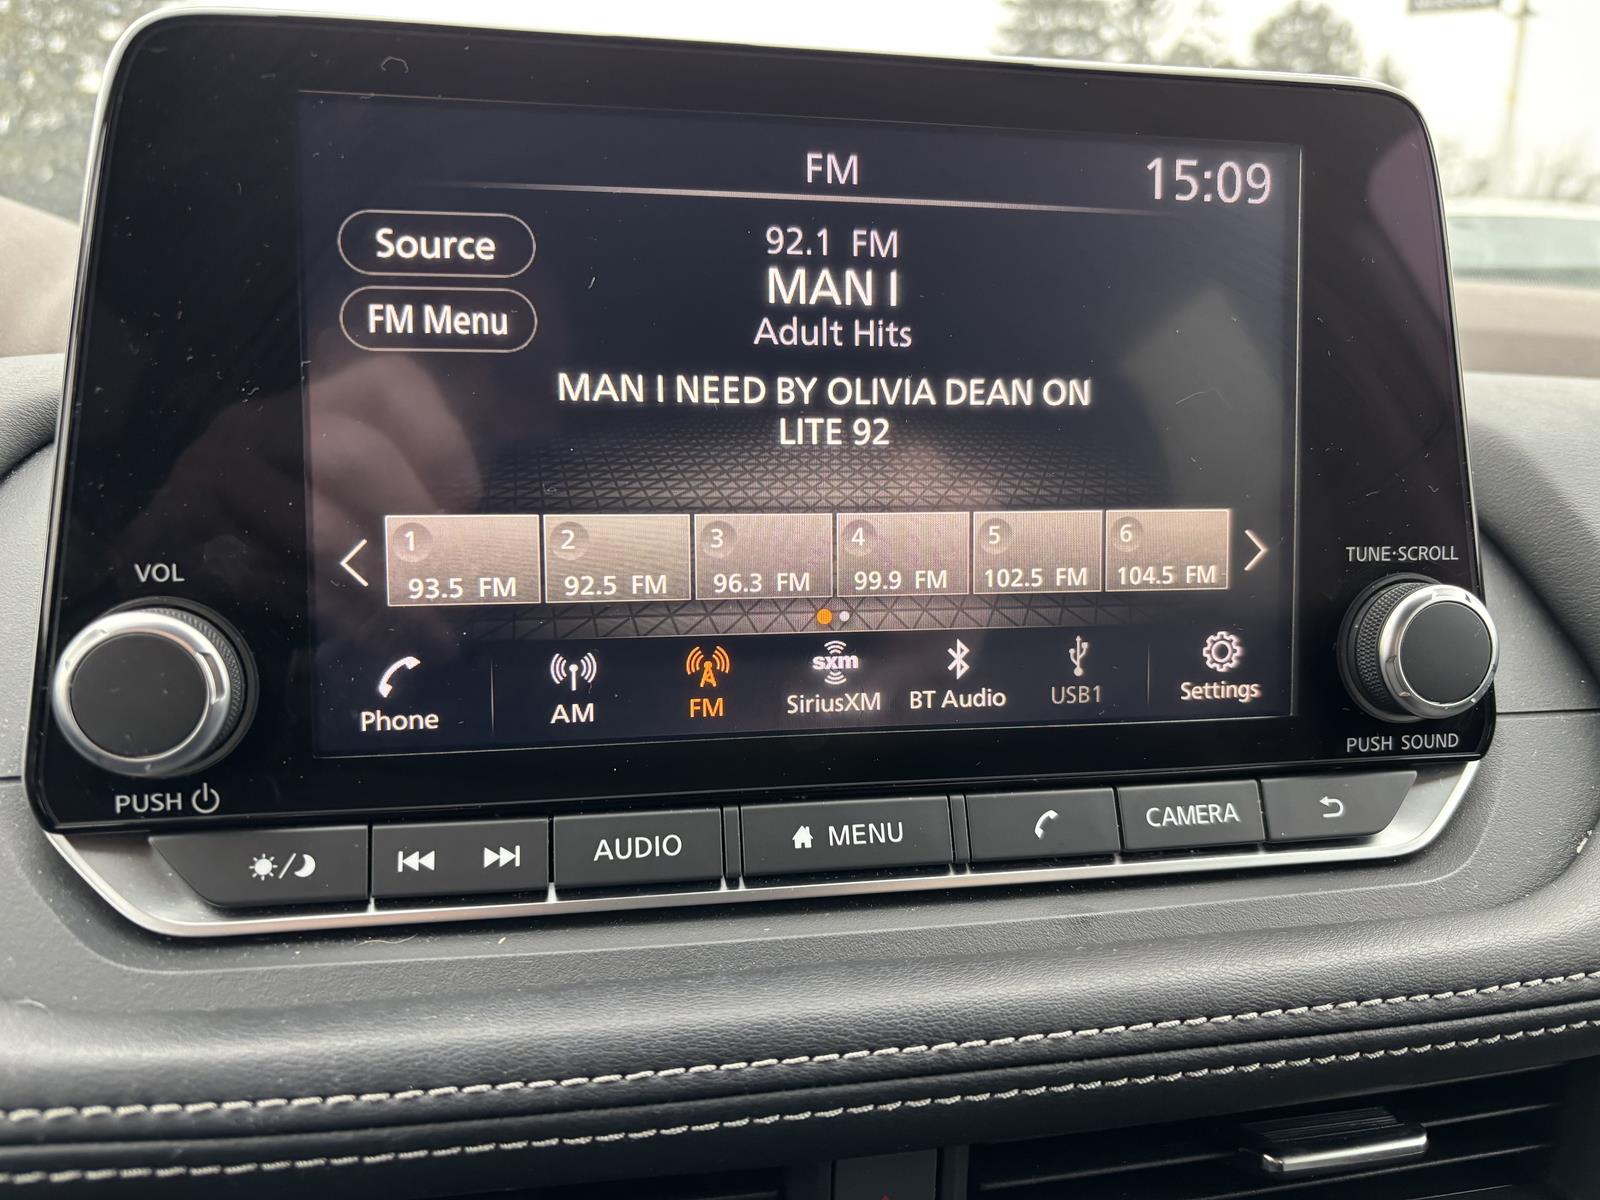 FM
15:09
Source
92.1 FM
MAN I
FM Menu
Adult Hits
MAN I NEED BY OLIVIA DEAN ON
LITE 92
1
93.5 FM
2
92.5 FM
3
96.3 FM
4
99.9 FM
5
102.5 FM
6
104.5 FM
VOL
TUNE·SCROLL
Phone
AM
FM
sxm
SiriusXM
BT Audio
USB1
Settings
PUSH
PUSH SOUND
AUDIO
MENU
CAMERA